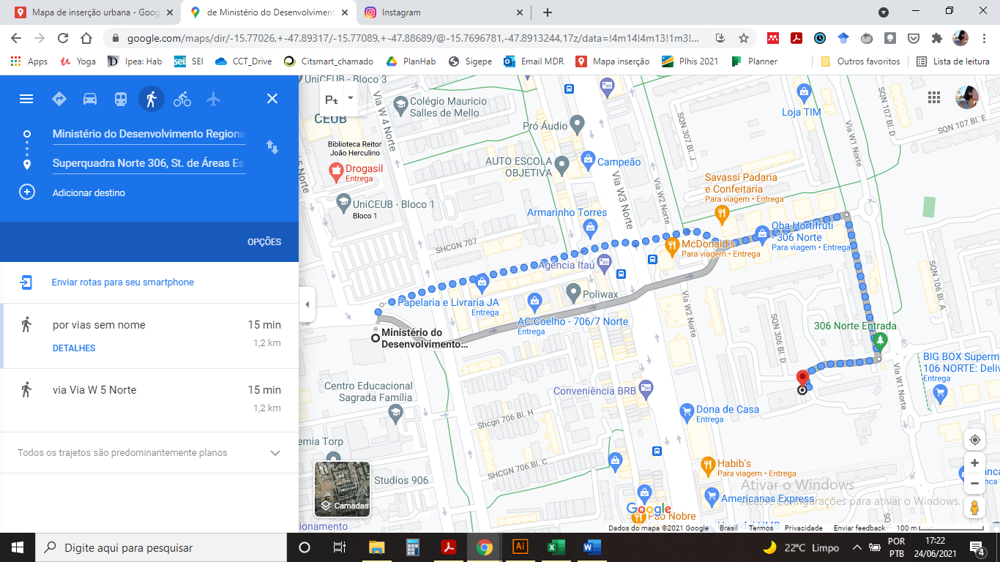 Mapa de inserção urbana - Goog
de Ministério do Desenvolviment
Instagram
google.com/maps/dir/-15.77026,+-47.89317/-15.77089,+-47.88689/@-15.7696781,-47.8913244,17z/data=!4m14!4m13!1m3!...
Apps
Yoga
Ipea: Hab
SEI
CCT_Drive
Citsmart_chamado
PlanHab
Sigepe
Email MDR
Mapa inserção
Plhis 2021
Planner
Outros favoritos
Lista de leitura
Ministério do Desenvolvimento Regiona
Superquadra Norte 306, St. de Áreas Es
Adicionar destino
OPÇÕES
Enviar rotas para seu smartphone
por vias sem nome
15 min
1,2 km
DETALHES
via Via W 5 Norte
15 min
1,2 km
Todos os trajetos são predominantemente planos
UniCEUB - Bloco 3
Via W 4 Norte
Colégio Mauricio
Salles de Mello
CEUB
Biblioteca Reitor
João Herculino
Drogasil
Entrega
5 Norte
UniCEUB - Bloco 1
Bloco 1
Pró Áudio
AUTO ESCOLA
OBJETIVA
Campeão
Armarinho Torres
Via W3 Norte
Via W2 Norte
SQN 307 Bl. J
Loja TIM
Via W1 Norte
SQN 107 Bl. D
SQN 107 Bl. E
Savassi Padaria
e Confeitaria
Para viagem • Entrega
Oba Hortifruti
- 306 Norte
Para viagem • Entrega
McDonald's
Para viagem • Entrega
SHCGN 707
Agência Itaú
Papelaria e Livraria JA
Entrega
Poliwax
AC Coelho - 706/7 Norte
Entrega
Ministério do
Desenvolvimento...
Via W2 Norte
SQN 106 Bl. A
306 Norte Entrada
SQN 306 Bl. D
BIG BOX Superm
106 NORTE: Deliv
Entrega
Via W1 Norte
Centro Educacional
Sagrada Família
Conveniência BRB
Shcgn 706 Bl. H
Dona de Casa
Entrega
emia Torp
SHCGN 706 Bl. C
Studios 906
Habib's
Para viagem • Entrega
Americanas Express
Pão Nobre
Camadas
Google
Ativar o Windows
Acesse Configurações para ativar o Windows.
Dados do mapa ©2021 Google
Brasil
Termos
Privacidade
Enviar feedback
100 m
Digite aqui para pesquisar
22°C Limpo
POR
PTB
17:22
24/06/2021
4